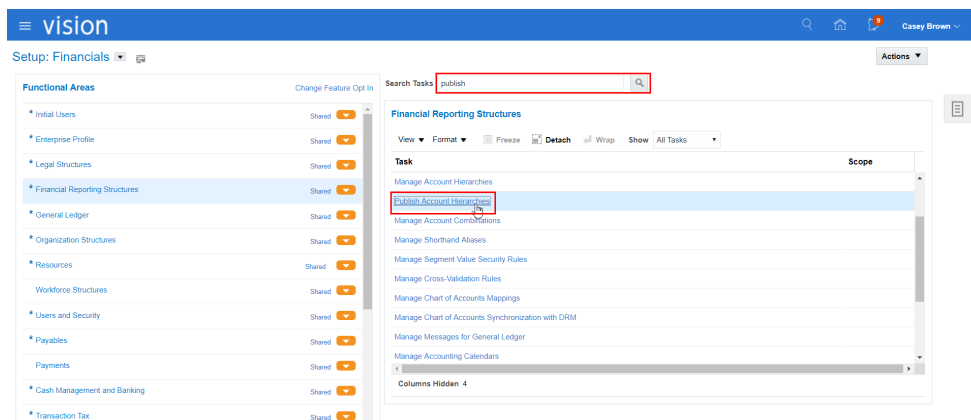 vision
9
Casey Brown
Setup: Financials
Actions
Functional Areas
Change Feature Opt In
* Initial Users Shared
* Enterprise Profile Shared
* Legal Structures Shared
* Financial Reporting Structures Shared
* General Ledger Shared
* Organization Structures Shared
* Resources Shared
Workforce Structures Shared
* Users and Security Shared
* Payables Shared
Payments Shared
* Cash Management and Banking Shared
* Transaction Tax Shared
Search Tasks publish
Financial Reporting Structures
View Format Freeze Detach Wrap Show All Tasks
Task Scope
Manage Account Hierarchies
Publish Account Hierarchies
Manage Account Combinations
Manage Shorthand Aliases
Manage Segment Value Security Rules
Manage Cross-Validation Rules
Manage Chart of Accounts Mappings
Manage Chart of Accounts Synchronization with DRM
Manage Messages for General Ledger
Manage Accounting Calendars
Columns Hidden 4